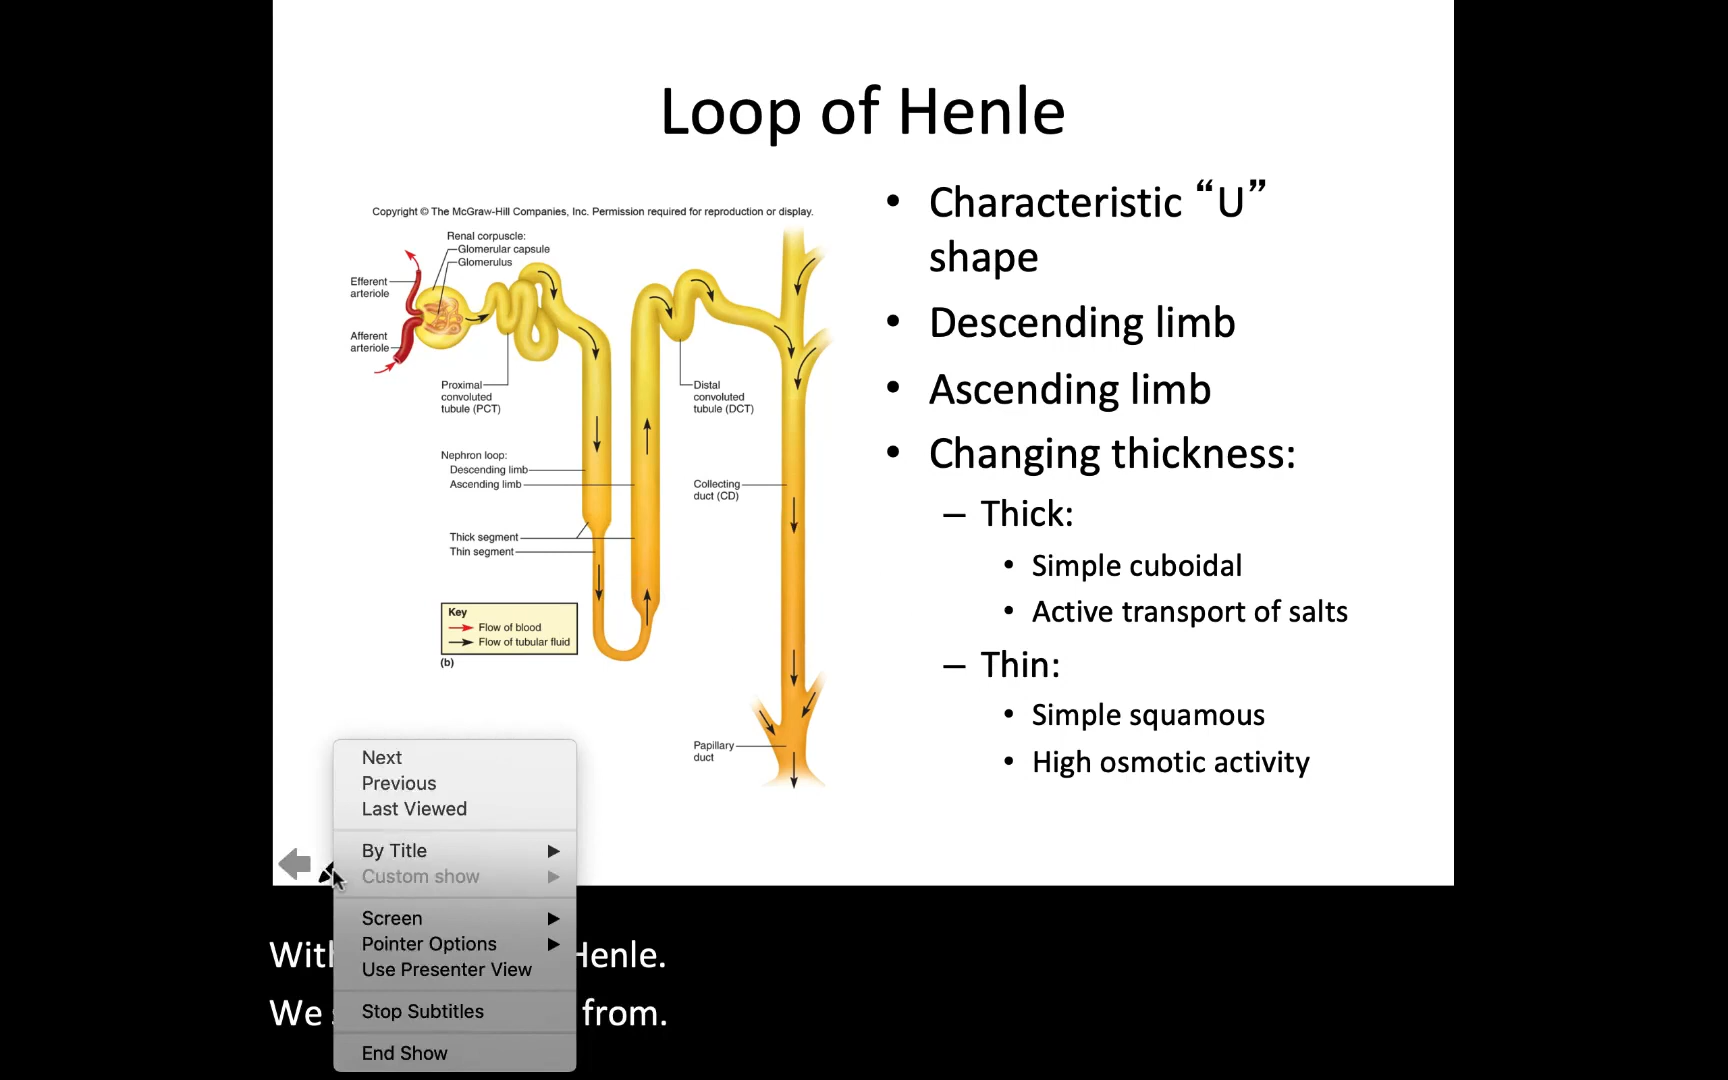 Loop of Henle
Copyright © The McGraw-Hill Companies, Inc. Permission required for reproduction or display.
Renal corpuscle:
Glomerular capsule
Glomerulus
Efferent
arteriole
Afferent
arteriole
Proximal
convoluted
tubule (PCT)
Distal
convoluted
tubule (DCT)
Nephron loop:
Descending limb
Ascending limb
Collecting
duct (CD)
Thick segment
Thin segment
Key
Flow of blood
Flow of tubular fluid
(b)
Papillary
duct
• Characteristic “U”
shape
• Descending limb
• Ascending limb
• Changing thickness:
– Thick:
• Simple cuboidal
• Active transport of salts
– Thin:
• Simple squamous
• High osmotic activity
Next
Previous
Last Viewed
By Title
Custom show
Screen
Pointer Options
Use Presenter View
Stop Subtitles
End Show
Henle.
We from.